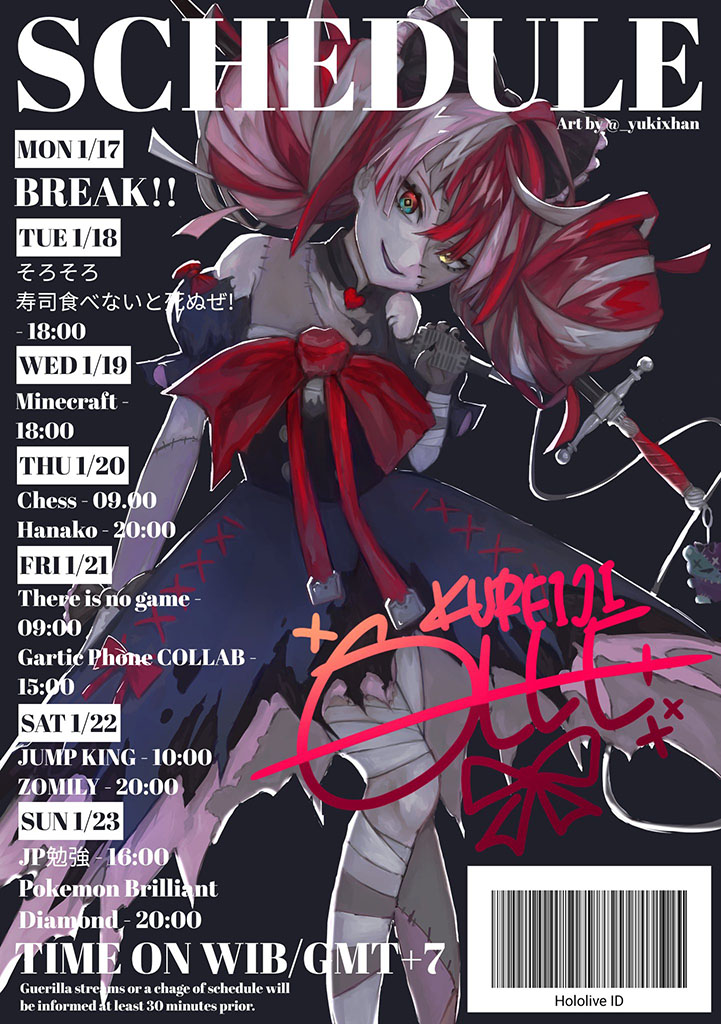 SCHEDULE
Art by @_yukixhan
MON 1/17
BREAK!!
TUE 1/18
そろそろ
寿司食べないと死ぬぜ!
- 18:00
WED 1/19
Minecraft -
18:00
THU 1/20
Chess - 09.00
Hanako - 20:00
FRI 1/21
There is no game -
09:00
Gartic Phone COLLAB -
15:00
SAT 1/22
JUMP KING - 10:00
ZOMILY - 20:00
SUN 1/23
JP勉強 - 16:00
Pokemon Brilliant
Diamond - 20:00
TIME ON WIB/GMT+7
Guerilla streams or a chage of schedule will
be informed at least 30 minutes prior.
KUREIJI
OLLIE
Hololive ID